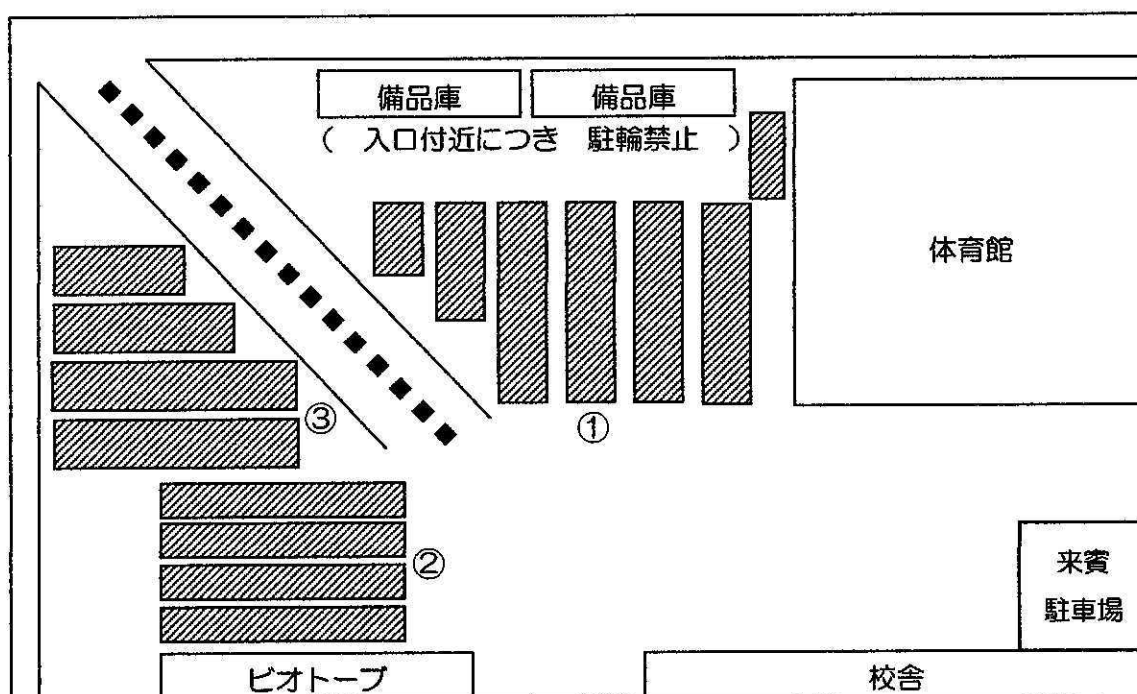 備品庫
備品庫
( 入口付近につき 駐輪禁止 )
体育館
③
①
②
来賓
駐車場
ビオトープ
校舎